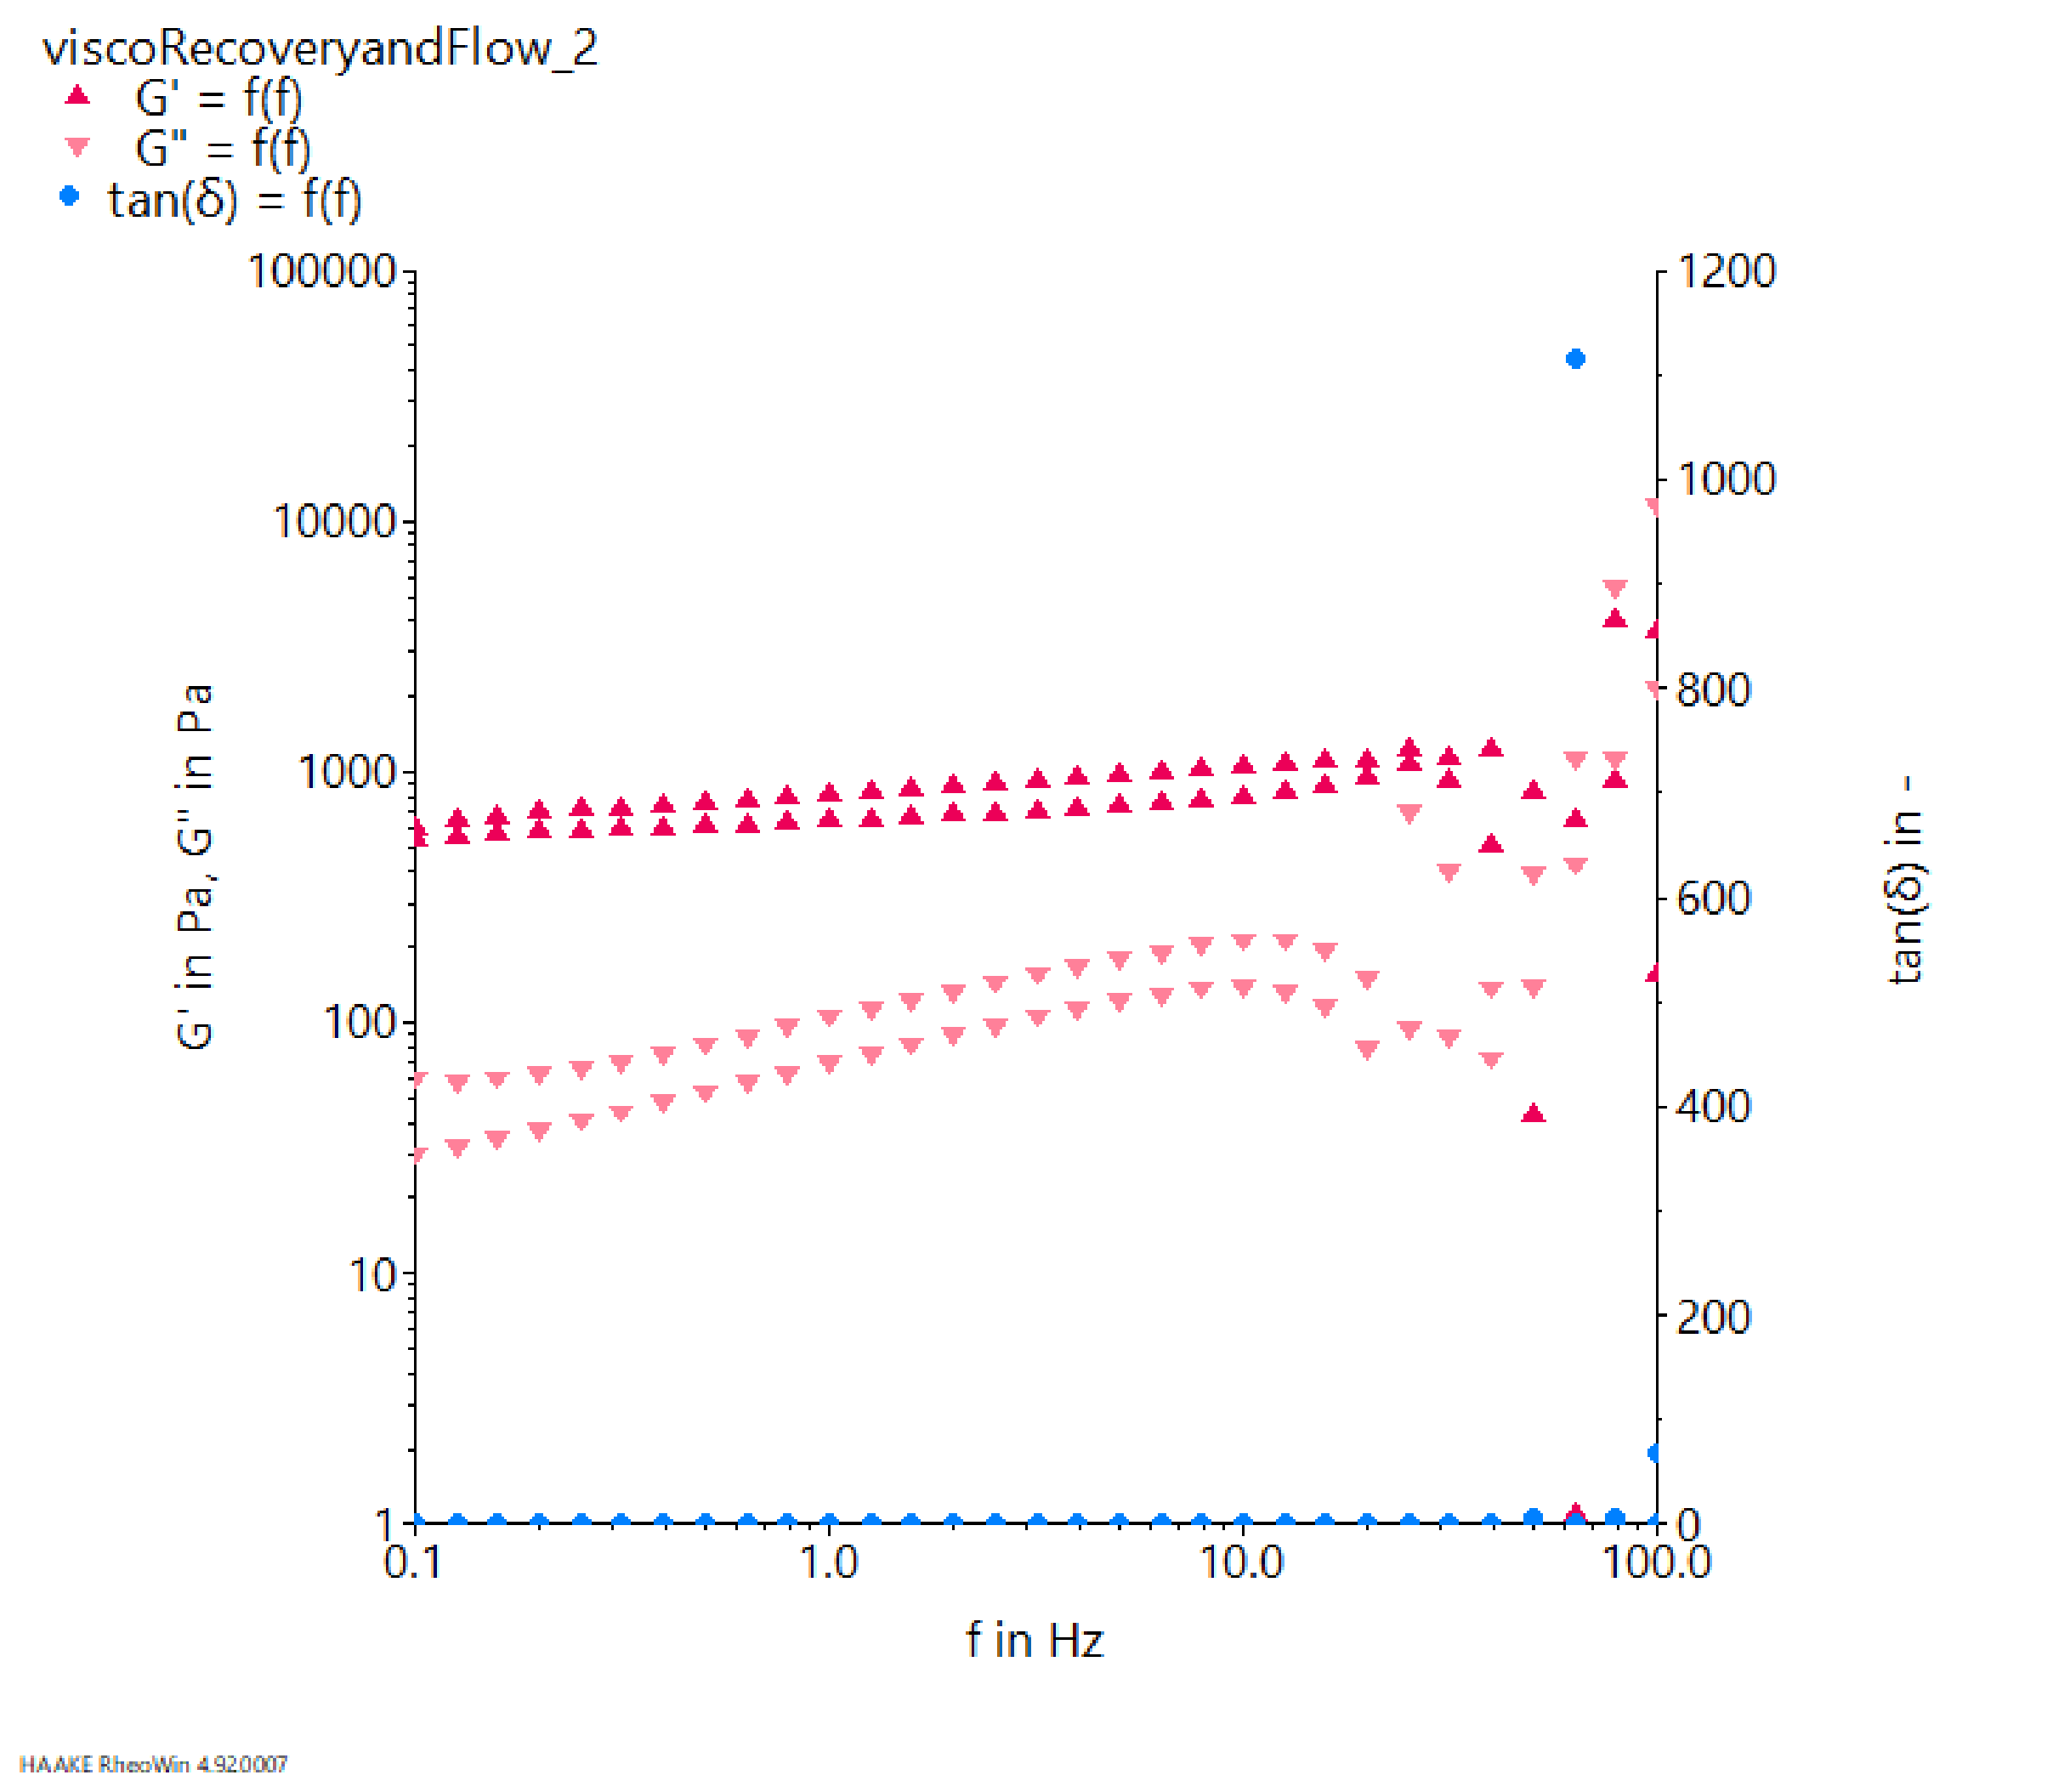 viscoRecoveryandFlow_2
G' = f(f)
G" = f(f)
tan(δ) = f(f)
100000
10000
1000
100
10
1
G' in Pa, G" in Pa
1200
1000
800
600
400
200
0
tan(δ) in -
0.1
1.0
10.0
100.0
f in Hz
HAAKE RheoWin 4.92.0007